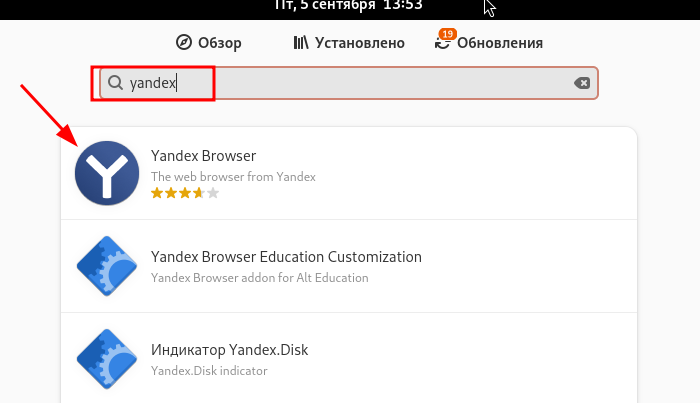 Пт, 5 сентября 13:53
Обзор
Установлено
19
Обновления
yandex
Yandex Browser
The web browser from Yandex
Yandex Browser Education Customization
Yandex Browser addon for Alt Education
Индикатор Yandex.Disk
Yandex.Disk indicator